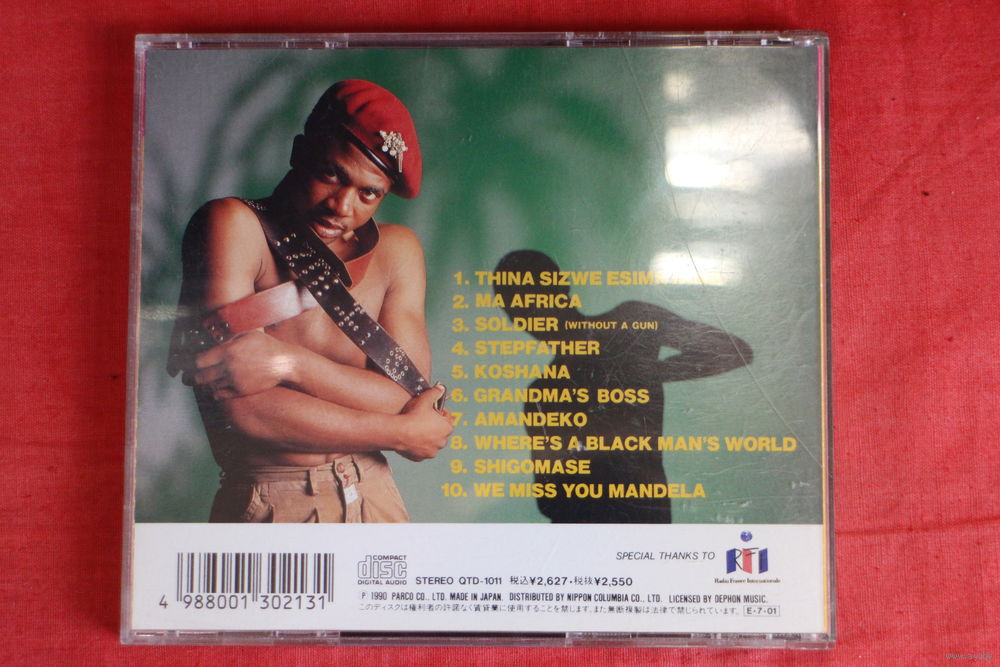 1. THINA SIZWE
2. MA AFRICA
3. SOLDIER (WITHOUT A GUN)
4. STEPFATHER
5. KOSHANA
6. GRANDMA'S BOSS
7. AMANDEKO
8. WHERE'S A BLACK MAN'S WORLD
9. SHIGOMASE
10. WE MISS YOU MANDELA
SPECIAL THANKS TO RFI
Radio France Internationale
4 988001 302131
COMPACT disc DIGITAL AUDIO
STEREO QTD-1011 税込¥2,627・税抜¥2,550
Ⓟ 1990 PARCO CO., LTD. MADE IN JAPAN. DISTRIBUTED BY NIPPON COLUMBIA CO., LTD. LICENSED BY DEPHON MUSIC.
このディスクは権利者の許諾なく賃貸業に使用することを禁じます。また無断複製は法律で禁じられています。 E-7-01